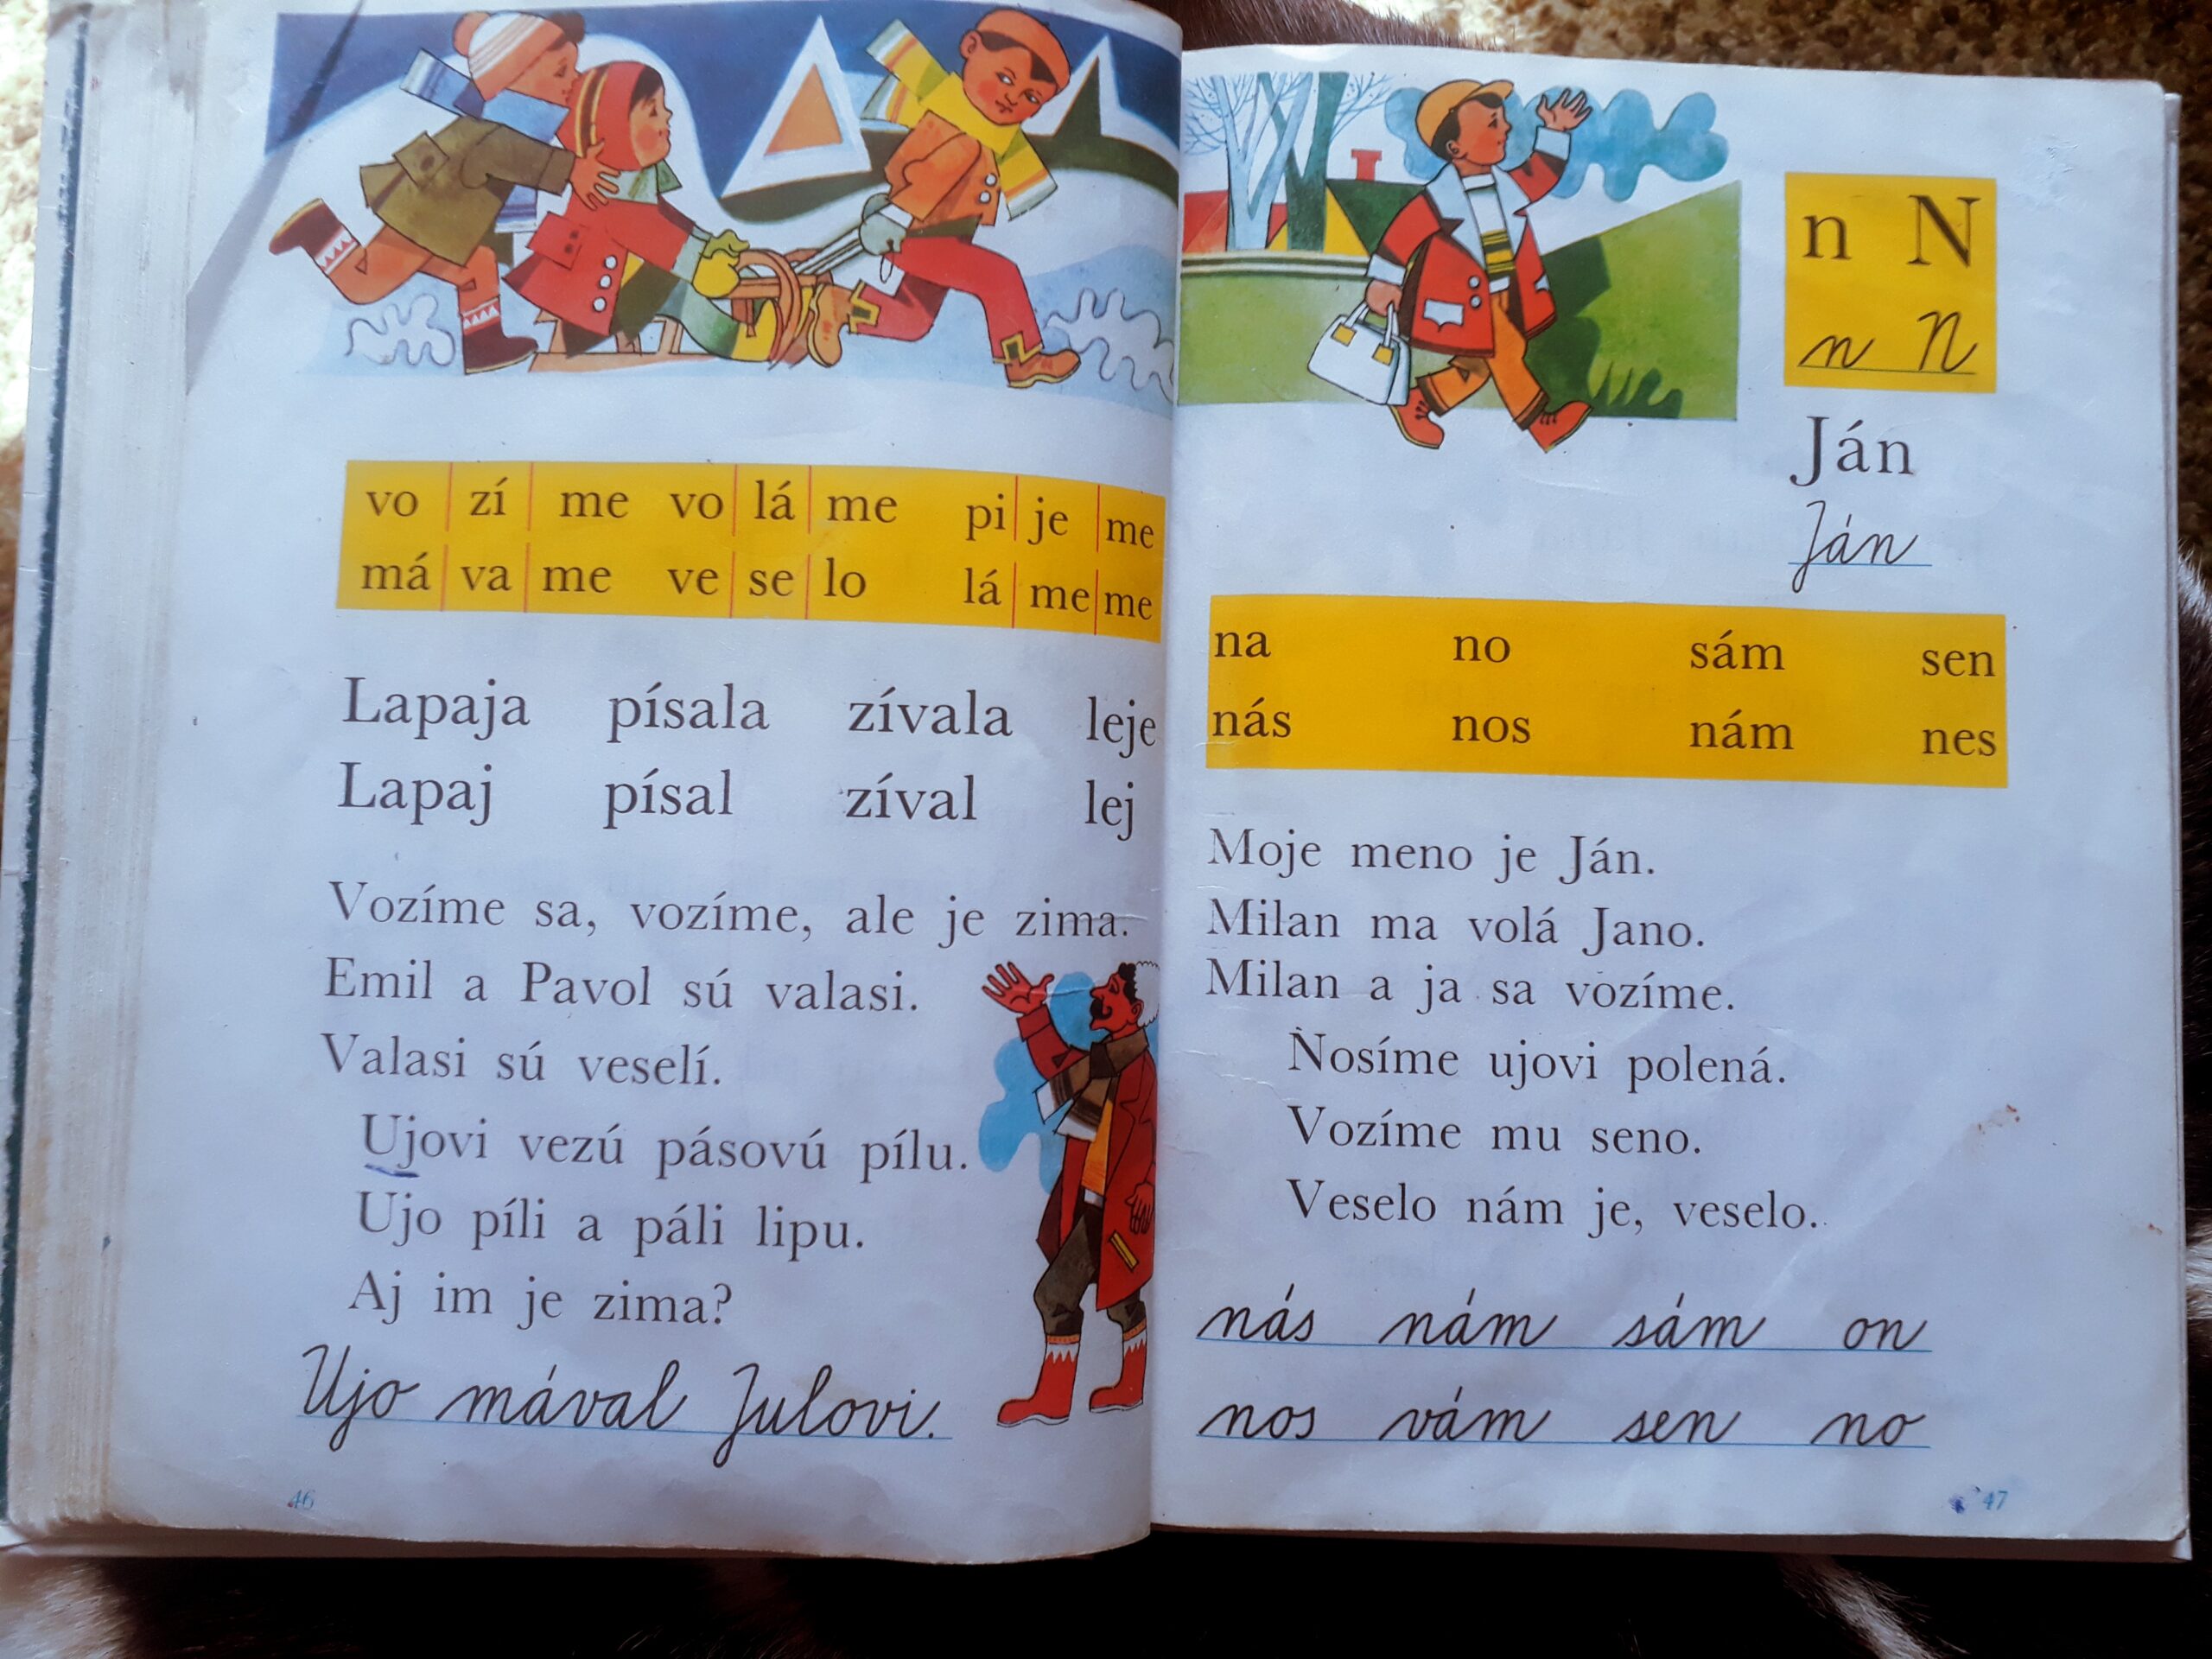 vo zí me vo lá me pi je me
má va me ve se lo lá me me
Lapaja písala zívala leje
Lapaj písal zíval lej
Vozíme sa, vozíme, ale je zima.
Emil a Pavol sú valasi.
Valasi sú veselí.
Ujovi vezú pásovú pílu.
Ujo píli a páli lipu.
Aj im je zima?
Ujo mával Julovi.
46
n N
n N
Ján
Ján
na no sám sen
nás nos nám nes
Moje meno je Ján.
Milan ma volá Jano.
Milan a ja sa vozíme.
Nosíme ujovi polená.
Vozíme mu seno.
Veselo nám je, veselo.
nás nám sám on
nos vám sen no
47